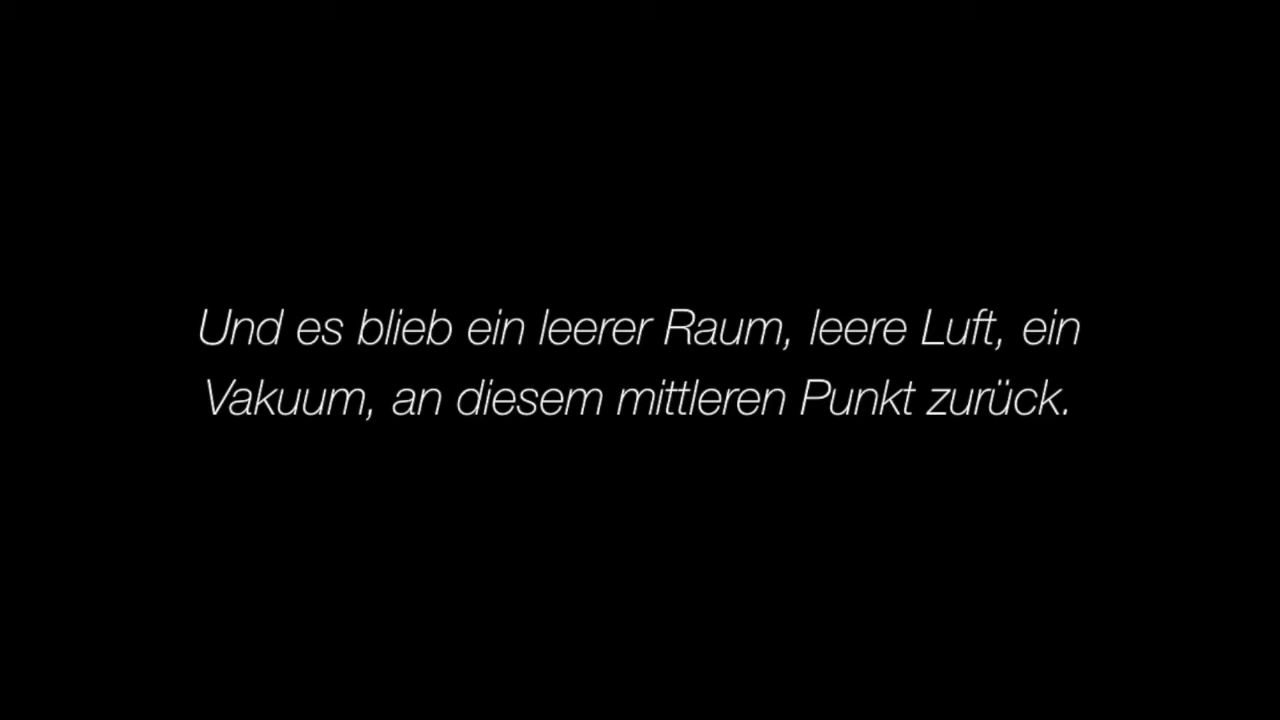 Und es blieb ein leerer Raum, leere Luft, ein
Vakuum, an diesem mittleren Punkt zurück.